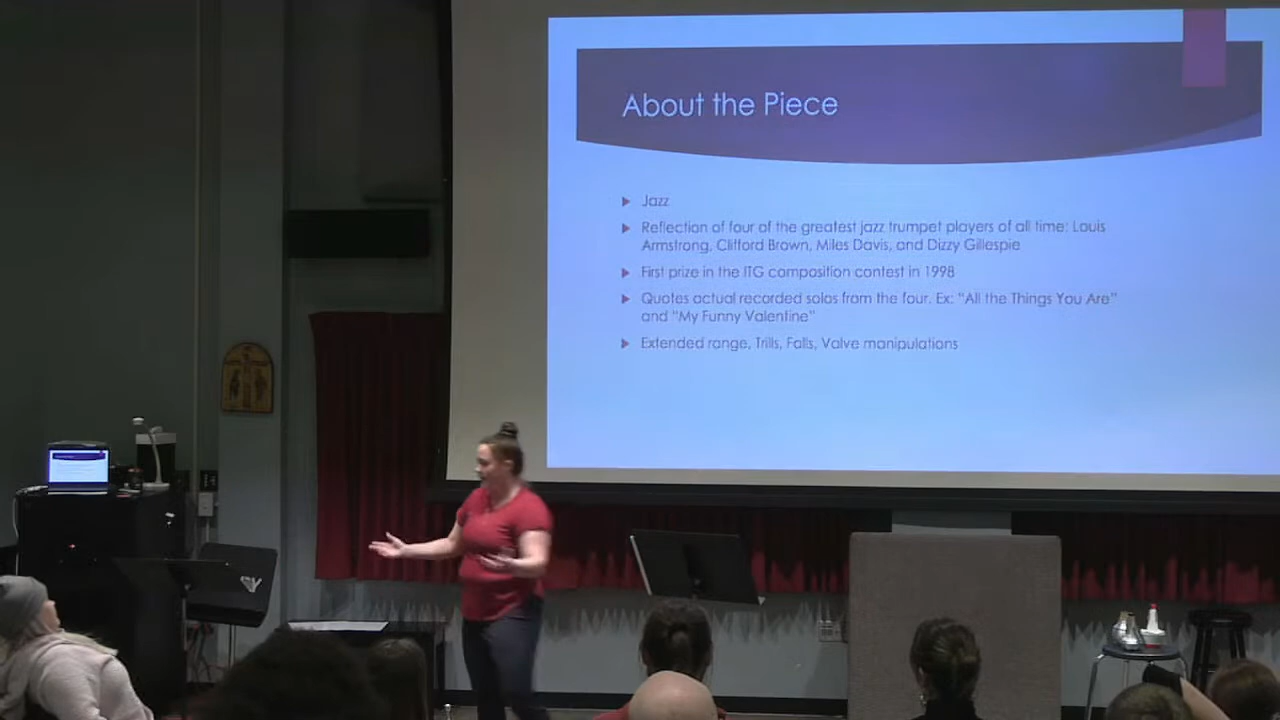 About the Piece
Jazz
Reflection of four of the greatest jazz trumpet players of all time: Louis
Armstrong, Clifford Brown, Miles Davis, and Dizzy Gillespie
First prize in the ITG composition contest in 1998
Quotes actual recorded solos from the four. Ex: “All the Things You Are”
and “My Funny Valentine”
Extended range, Trills, Falls, Valve manipulations